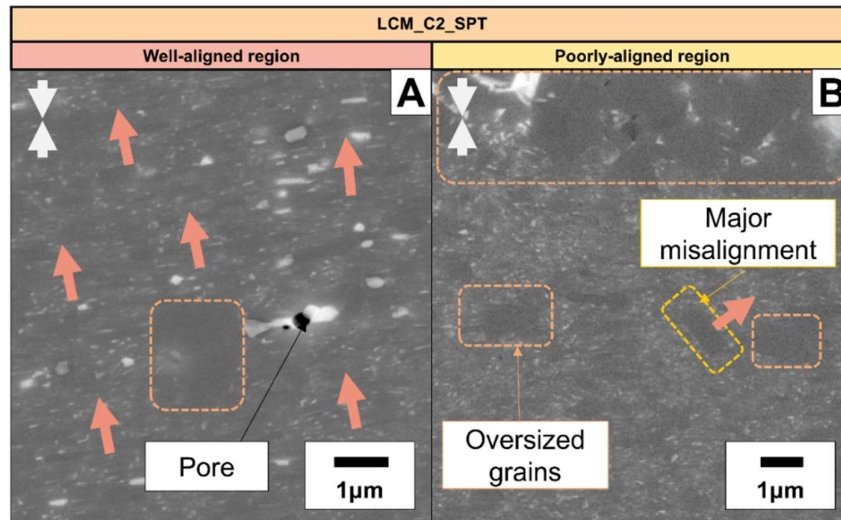 LCM_C2_SPT
Well-aligned region
Poorly-aligned region
A
B
Major
misalignment
Pore
Oversized
grains
1µm
1µm